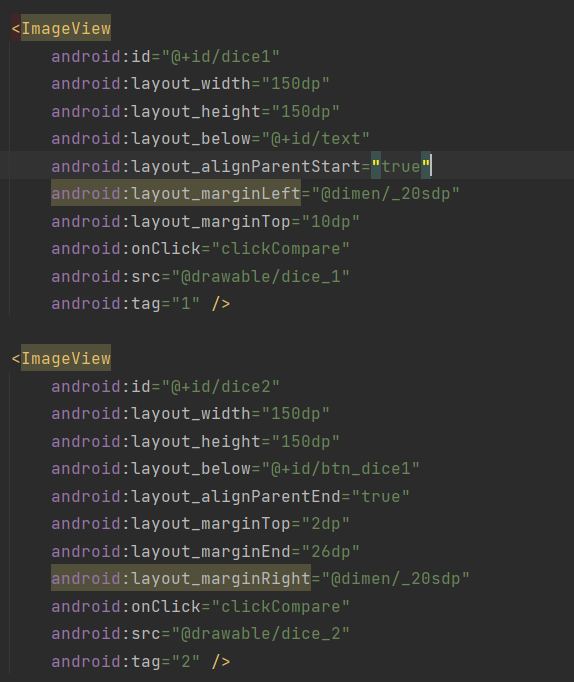 <ImageView
android:id="@+id/dice1"
android:layout_width="150dp"
android:layout_height="150dp"
android:layout_below="@+id/text"
android:layout_alignParentStart="true"
android:layout_marginLeft="@dimen/_20sdp"
android:layout_marginTop="10dp"
android:onClick="clickCompare"
android:src="@drawable/dice_1"
android:tag="1" />
<ImageView
android:id="@+id/dice2"
android:layout_width="150dp"
android:layout_height="150dp"
android:layout_below="@+id/btn_dice1"
android:layout_alignParentEnd="true"
android:layout_marginTop="2dp"
android:layout_marginEnd="26dp"
android:layout_marginRight="@dimen/_20sdp"
android:onClick="clickCompare"
android:src="@drawable/dice_2"
android:tag="2" />